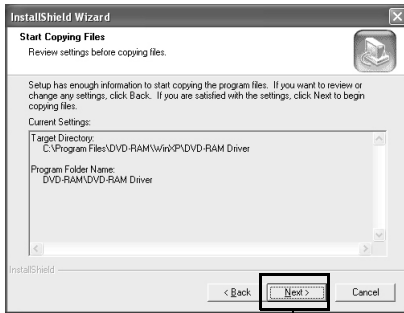 InstallShield Wizard
Start Copying Files
Review settings before copying files.
Setup has enough information to start copying the program files. If you want to review or
change any settings, click Back. If you are satisfied with the settings, click Next to begin
copying files.
Current Settings:
Target Directory:
C:\Program Files\DVD-RAM\WinXP\DVD-RAM Driver
Program Folder Name:
DVD-RAM\DVD-RAM Driver
InstallShield
< Back Next > Cancel